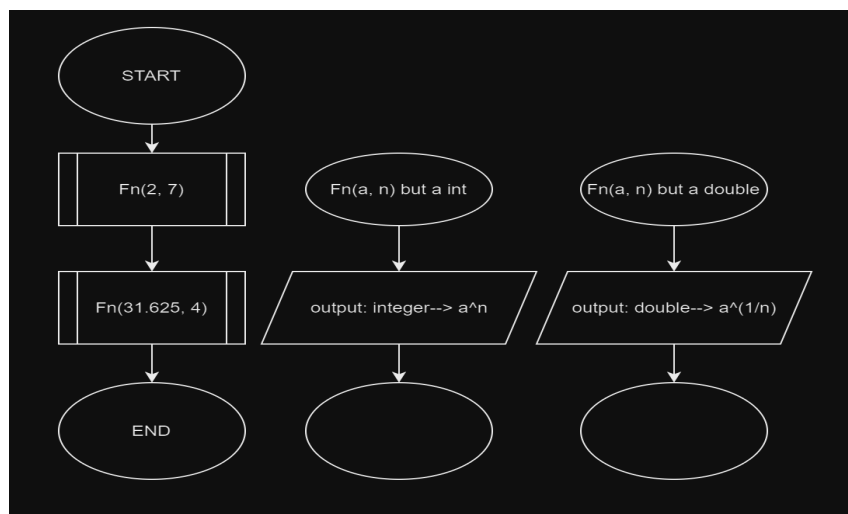 START
Fn(2, 7)
Fn(31.625, 4)
END
Fn(a, n) but a int
output: integer--> a^n
Fn(a, n) but a double
output: double--> a^(1/n)